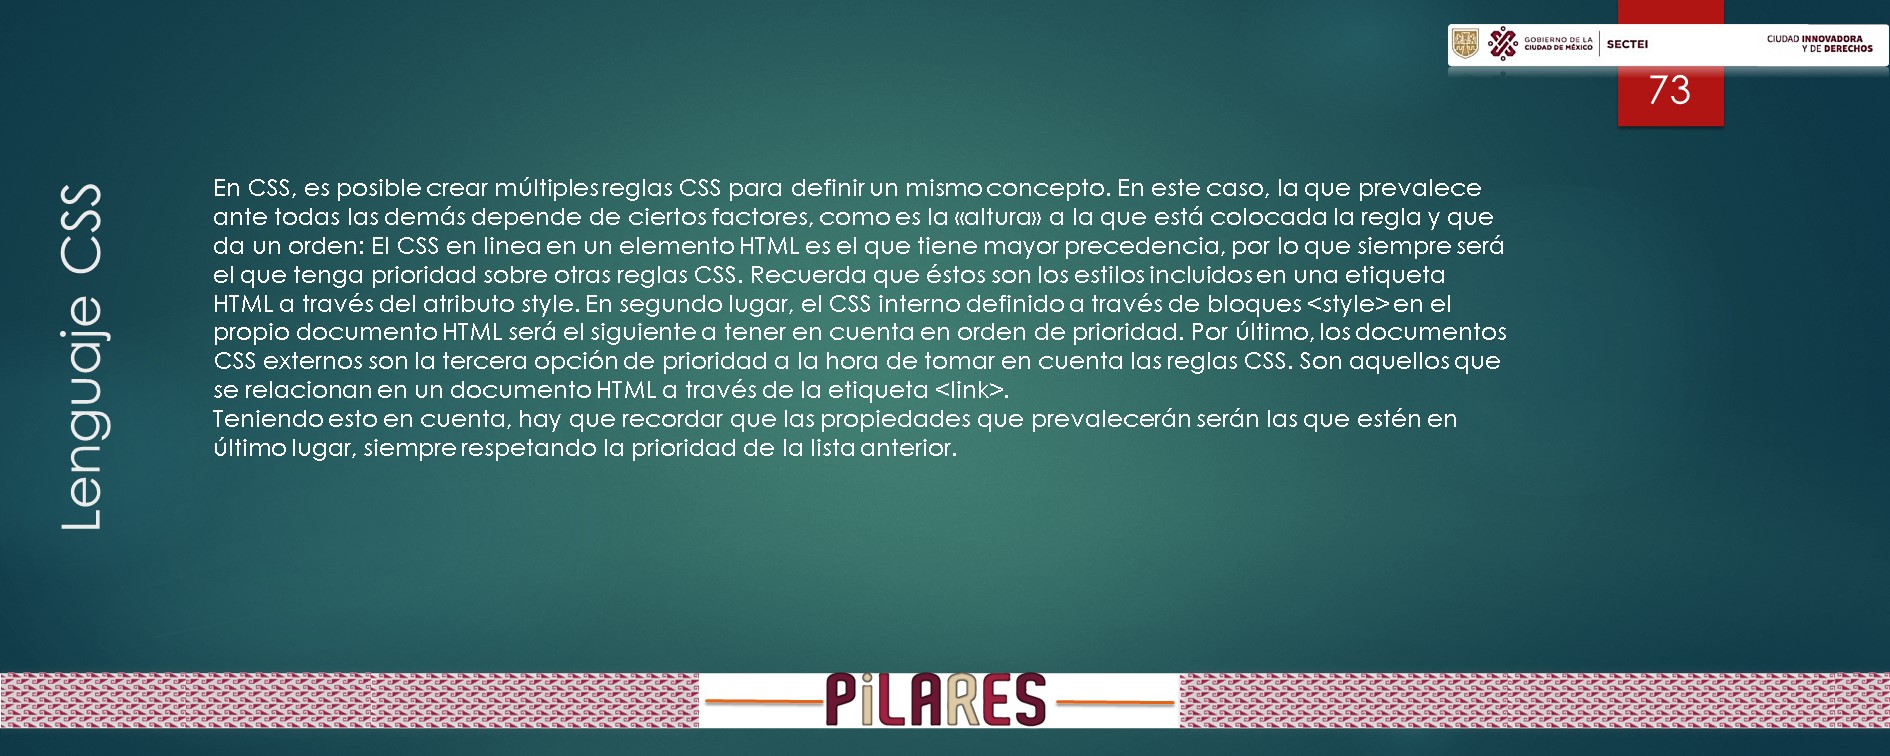 GOBIERNO DE LA
CIUDAD DE MÉXICO
SECTEI
CIUDAD INNOVADORA
Y DE DERECHOS
73
Lenguaje CSS
En CSS, es posible crear múltiples reglas CSS para definir un mismo concepto. En este caso, la que prevalece
ante todas las demás depende de ciertos factores, como es la «altura» a la que está colocada la regla y que
da un orden: El CSS en linea en un elemento HTML es el que tiene mayor precedencia, por lo que siempre será
el que tenga prioridad sobre otras reglas CSS. Recuerda que éstos son los estilos incluidos en una etiqueta
HTML a través del atributo style. En segundo lugar, el CSS interno definido a través de bloques <style> en el
propio documento HTML será el siguiente a tener en cuenta en orden de prioridad. Por último, los documentos
CSS externos son la tercera opción de prioridad a la hora de tomar en cuenta las reglas CSS. Son aquellos que
se relacionan en un documento HTML a través de la etiqueta <link>.
Teniendo esto en cuenta, hay que recordar que las propiedades que prevalecerán serán las que estén en
último lugar, siempre respetando la prioridad de la lista anterior.
PiLARES